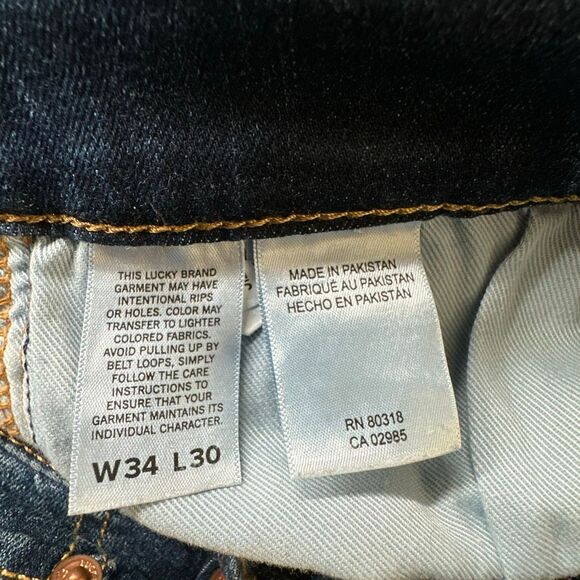 THIS LUCKY BRAND
GARMENT MAY HAVE
INTENTIONAL RIPS
OR HOLES. COLOR MAY
TRANSFER TO LIGHTER
COLORED FABRICS.
AVOID PULLING UP BY
BELT LOOPS, SIMPLY
FOLLOW THE CARE
INSTRUCTIONS TO
ENSURE THAT YOUR
GARMENT MAINTAINS ITS
INDIVIDUAL CHARACTER.
W34 L30
MADE IN PAKISTAN
FABRIQUÉ AU PAKISTAN
HECHO EN PAKISTÁN
RN 80318
CA 02985